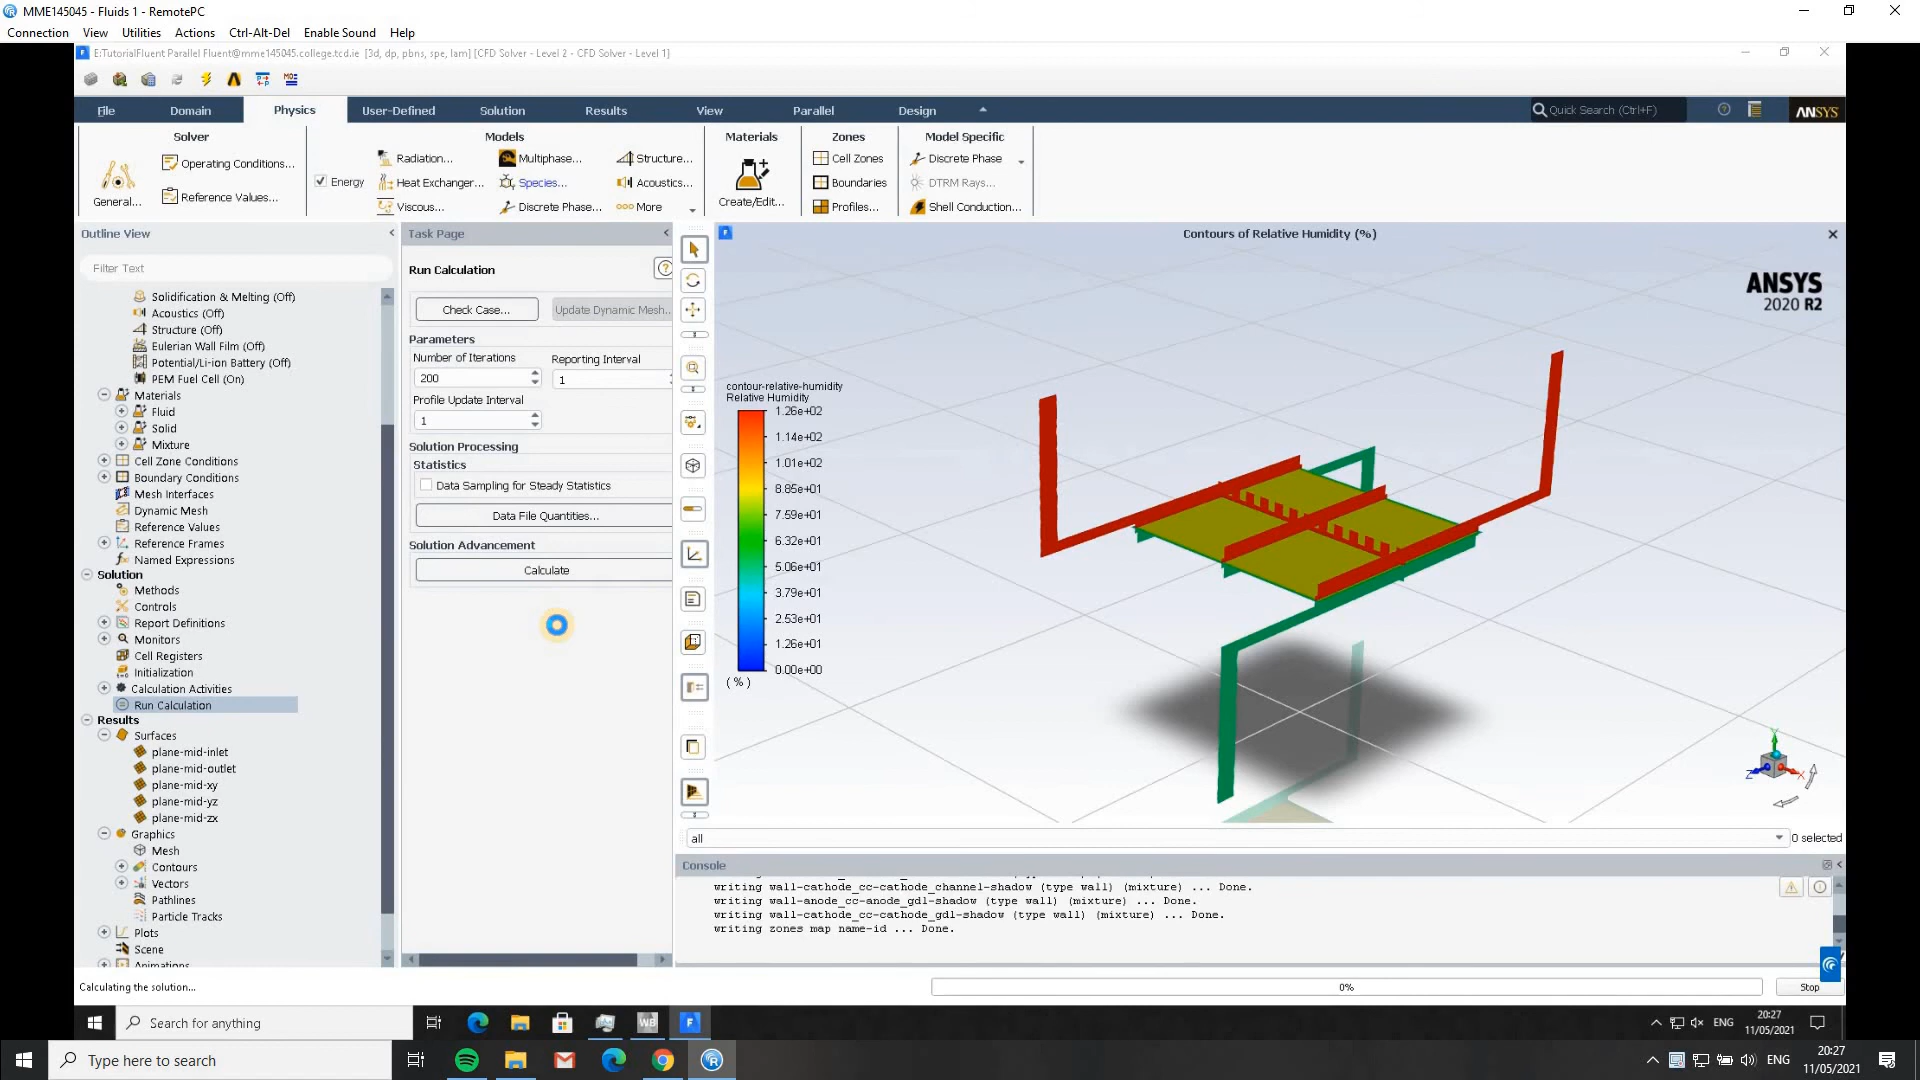 MME145045 - Fluids 1 - RemotePC
Connection View Utilities Actions Ctrl-Alt-Del Enable Sound Help
E:TutorialFluent Parallel Fluent@mme145045.college.tcd.ie [3d, dp, pbns, spe, lam] [CFD Solver - Level 2 - CFD Solver - Level 1]
File Domain Physics User-Defined Solution Results View Parallel Design Quick Search (Ctrl+F) ANSYS
Solver Models Materials Zones Model Specific
Operating Conditions... Radiation... Multiphase... Structure... Cell Zones Discrete Phase
Energy Heat Exchanger... Species... Acoustics... Boundaries DTRM Rays...
General... Reference Values... Viscous... Discrete Phase... More Create/Edit... Profiles... Shell Conduction...
Outline View
Filter Text
Solidification & Melting (Off)
Acoustics (Off)
Structure (Off)
Eulerian Wall Film (Off)
Potential/Li-ion Battery (Off)
PEM Fuel Cell (On)
Materials
Fluid
Solid
Mixture
Cell Zone Conditions
Boundary Conditions
Mesh Interfaces
Dynamic Mesh
Reference Values
Reference Frames
Named Expressions
Solution
Methods
Controls
Report Definitions
Monitors
Cell Registers
Initialization
Calculation Activities
Run Calculation
Results
Surfaces
plane-mid-inlet
plane-mid-outlet
plane-mid-xy
plane-mid-yz
plane-mid-zx
Graphics
Mesh
Contours
Vectors
Pathlines
Particle Tracks
Plots
Scene
Animations
Task Page
Run Calculation
Check Case... Update Dynamic Mesh...
Parameters
Number of Iterations Reporting Interval
200 1
Profile Update Interval
1
Solution Processing
Statistics
Data Sampling for Steady Statistics
Data File Quantities...
Solution Advancement
Calculate
Contours of Relative Humidity (%)
ANSYS
2020 R2
contour-relative-humidity
Relative Humidity
1.26e+02
1.14e+02
1.01e+02
8.85e+01
7.59e+01
6.32e+01
5.06e+01
3.79e+01
2.53e+01
1.26e+01
0.00e+00
( % )
Y
Z X
all 0 selected
Console
writing wall-cathode_cc-cathode_channel-shadow (type wall) (mixture) ... Done.
writing wall-anode_cc-anode_gdl-shadow (type wall) (mixture) ... Done.
writing wall-cathode_cc-cathode_gdl-shadow (type wall) (mixture) ... Done.
writing zones map name-id ... Done.
Calculating the solution... 0% Stop
Search for anything WB F ENG 20:27
11/05/2021
Type here to search ENG 20:27
11/05/2021